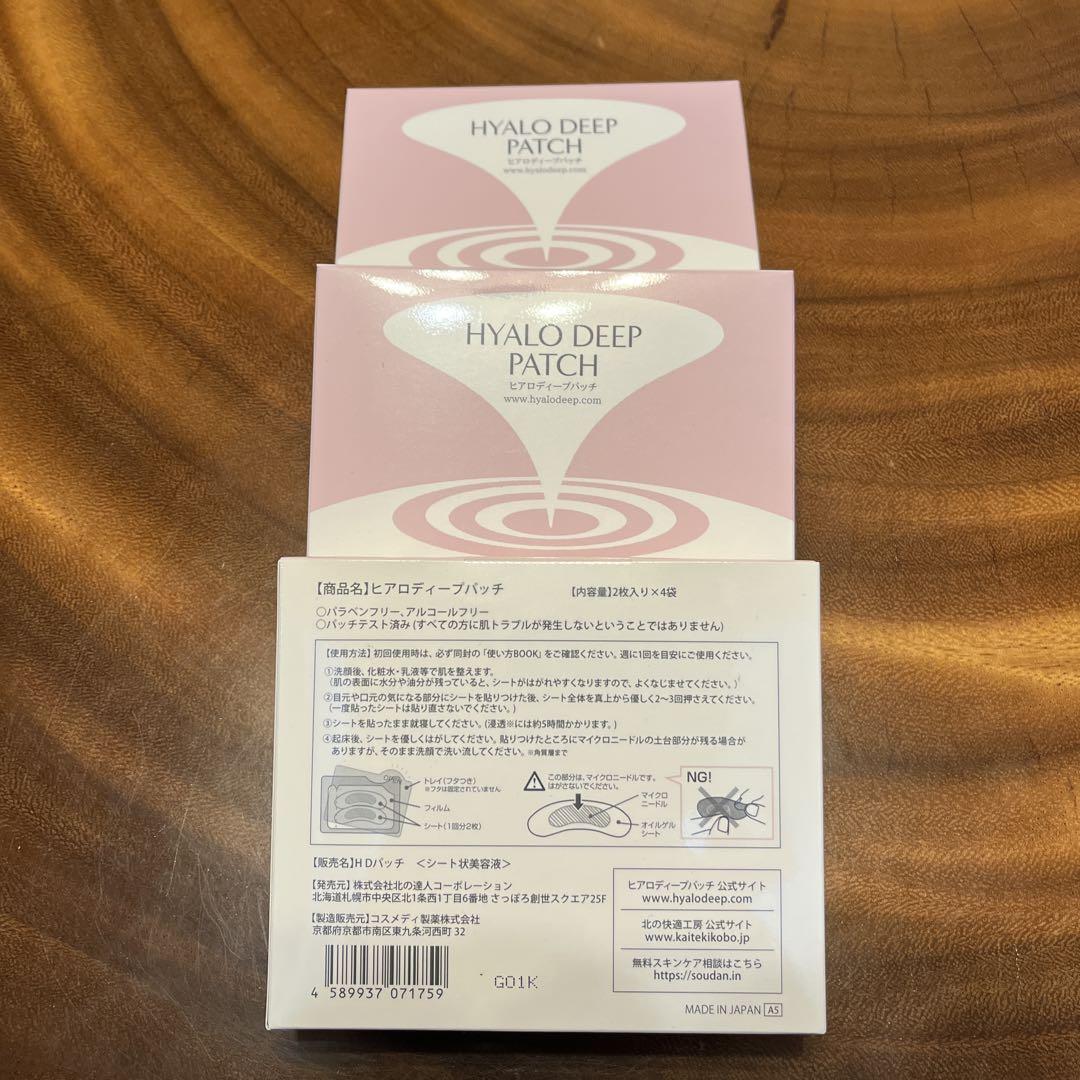 HYALO DEEP
PATCH
ヒアロディープパッチ
www.hyalodeep.com
HYALO DEEP
PATCH
ヒアロディープパッチ
www.hyalodeep.com
【商品名】ヒアロディープパッチ 【内容量】2枚入り×4袋
○パラベンフリー、アルコールフリー
○パッチテスト済み(すべての方に肌トラブルが発生しないということではありません)
【使用方法】初回使用時は、必ず同封の「使い方BOOK」をご確認ください。週に1回を目安にご使用ください。
①洗顔後、化粧水・乳液等で肌を整えます。
(肌の表面に水分や油分が残っていると、シートがはがれやすくなりますので、よくなじませてください。)
②目元や口元の気になる部分にシートを貼りつけた後、シート全体を真上から優しく2～3回押さえてください。
(一度貼ったシートは貼り直さないでください。)
③シートを貼ったまま就寝してください。(浸透※には約5時間かかります。)
④起床後、シートを優しくはがしてください。貼りつけたところにマイクロニードルの土台部分が残る場合が
ありますが、そのまま洗顔で洗い流してください。※角質層まで
OPEN
トレイ(フタつき)
※フタは固定されていません
フィルム
シート(1回分2枚)
この部分は、マイクロニードルです。
はがさないでください。
マイクロ
ニードル
オイルゲル
シート
NG!
【販売名】H Dパッチ ＜シート状美容液＞
【発売元】株式会社北の達人コーポレーション
北海道札幌市中央区北1条西1丁目6番地 さっぽろ創世スクエア25F
【製造販売元】コスメディ製薬株式会社
京都府京都市南区東九条河西町 32
4 589937 071759
G01K
ヒアロディープパッチ 公式サイト
www.hyalodeep.com
北の快適工房 公式サイト
www.kaitekikobo.jp
無料スキンケア相談はこちら
https://soudan.in
MADE IN JAPAN A5